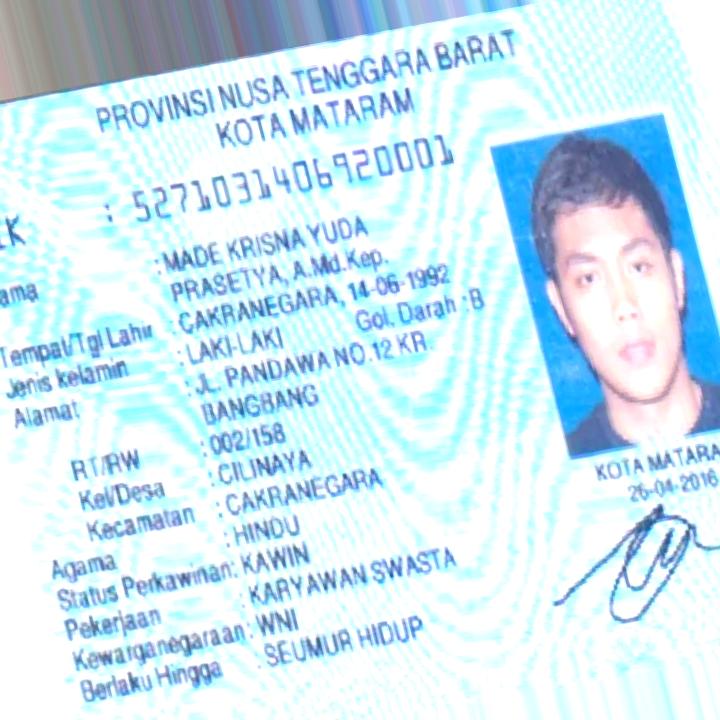 PROVINSI NUSA TENGGARA BARAT
KOTA MATARAM
IK : 5271031406920001
ama : MADE KRISNA YUDA
PRASETYA, A.Md.Kep.
Tempat/Tgl Lahir : CAKRANEGARA, 14-06-1992
Jenis kelamin : LAKI-LAKI Gol. Darah : B
Alamat : JL. PANDAWA NO.12 KR
BANGBANG
RT/RW : 002/158
Kel/Desa : CILINAYA
Kecamatan : CAKRANEGARA
Agama : HINDU
Status Perkawinan: KAWIN
Pekerjaan : KARYAWAN SWASTA
Kewarganegaraan: WNI
Berlaku Hingga : SEUMUR HIDUP
KOTA MATARA
26-04-2016